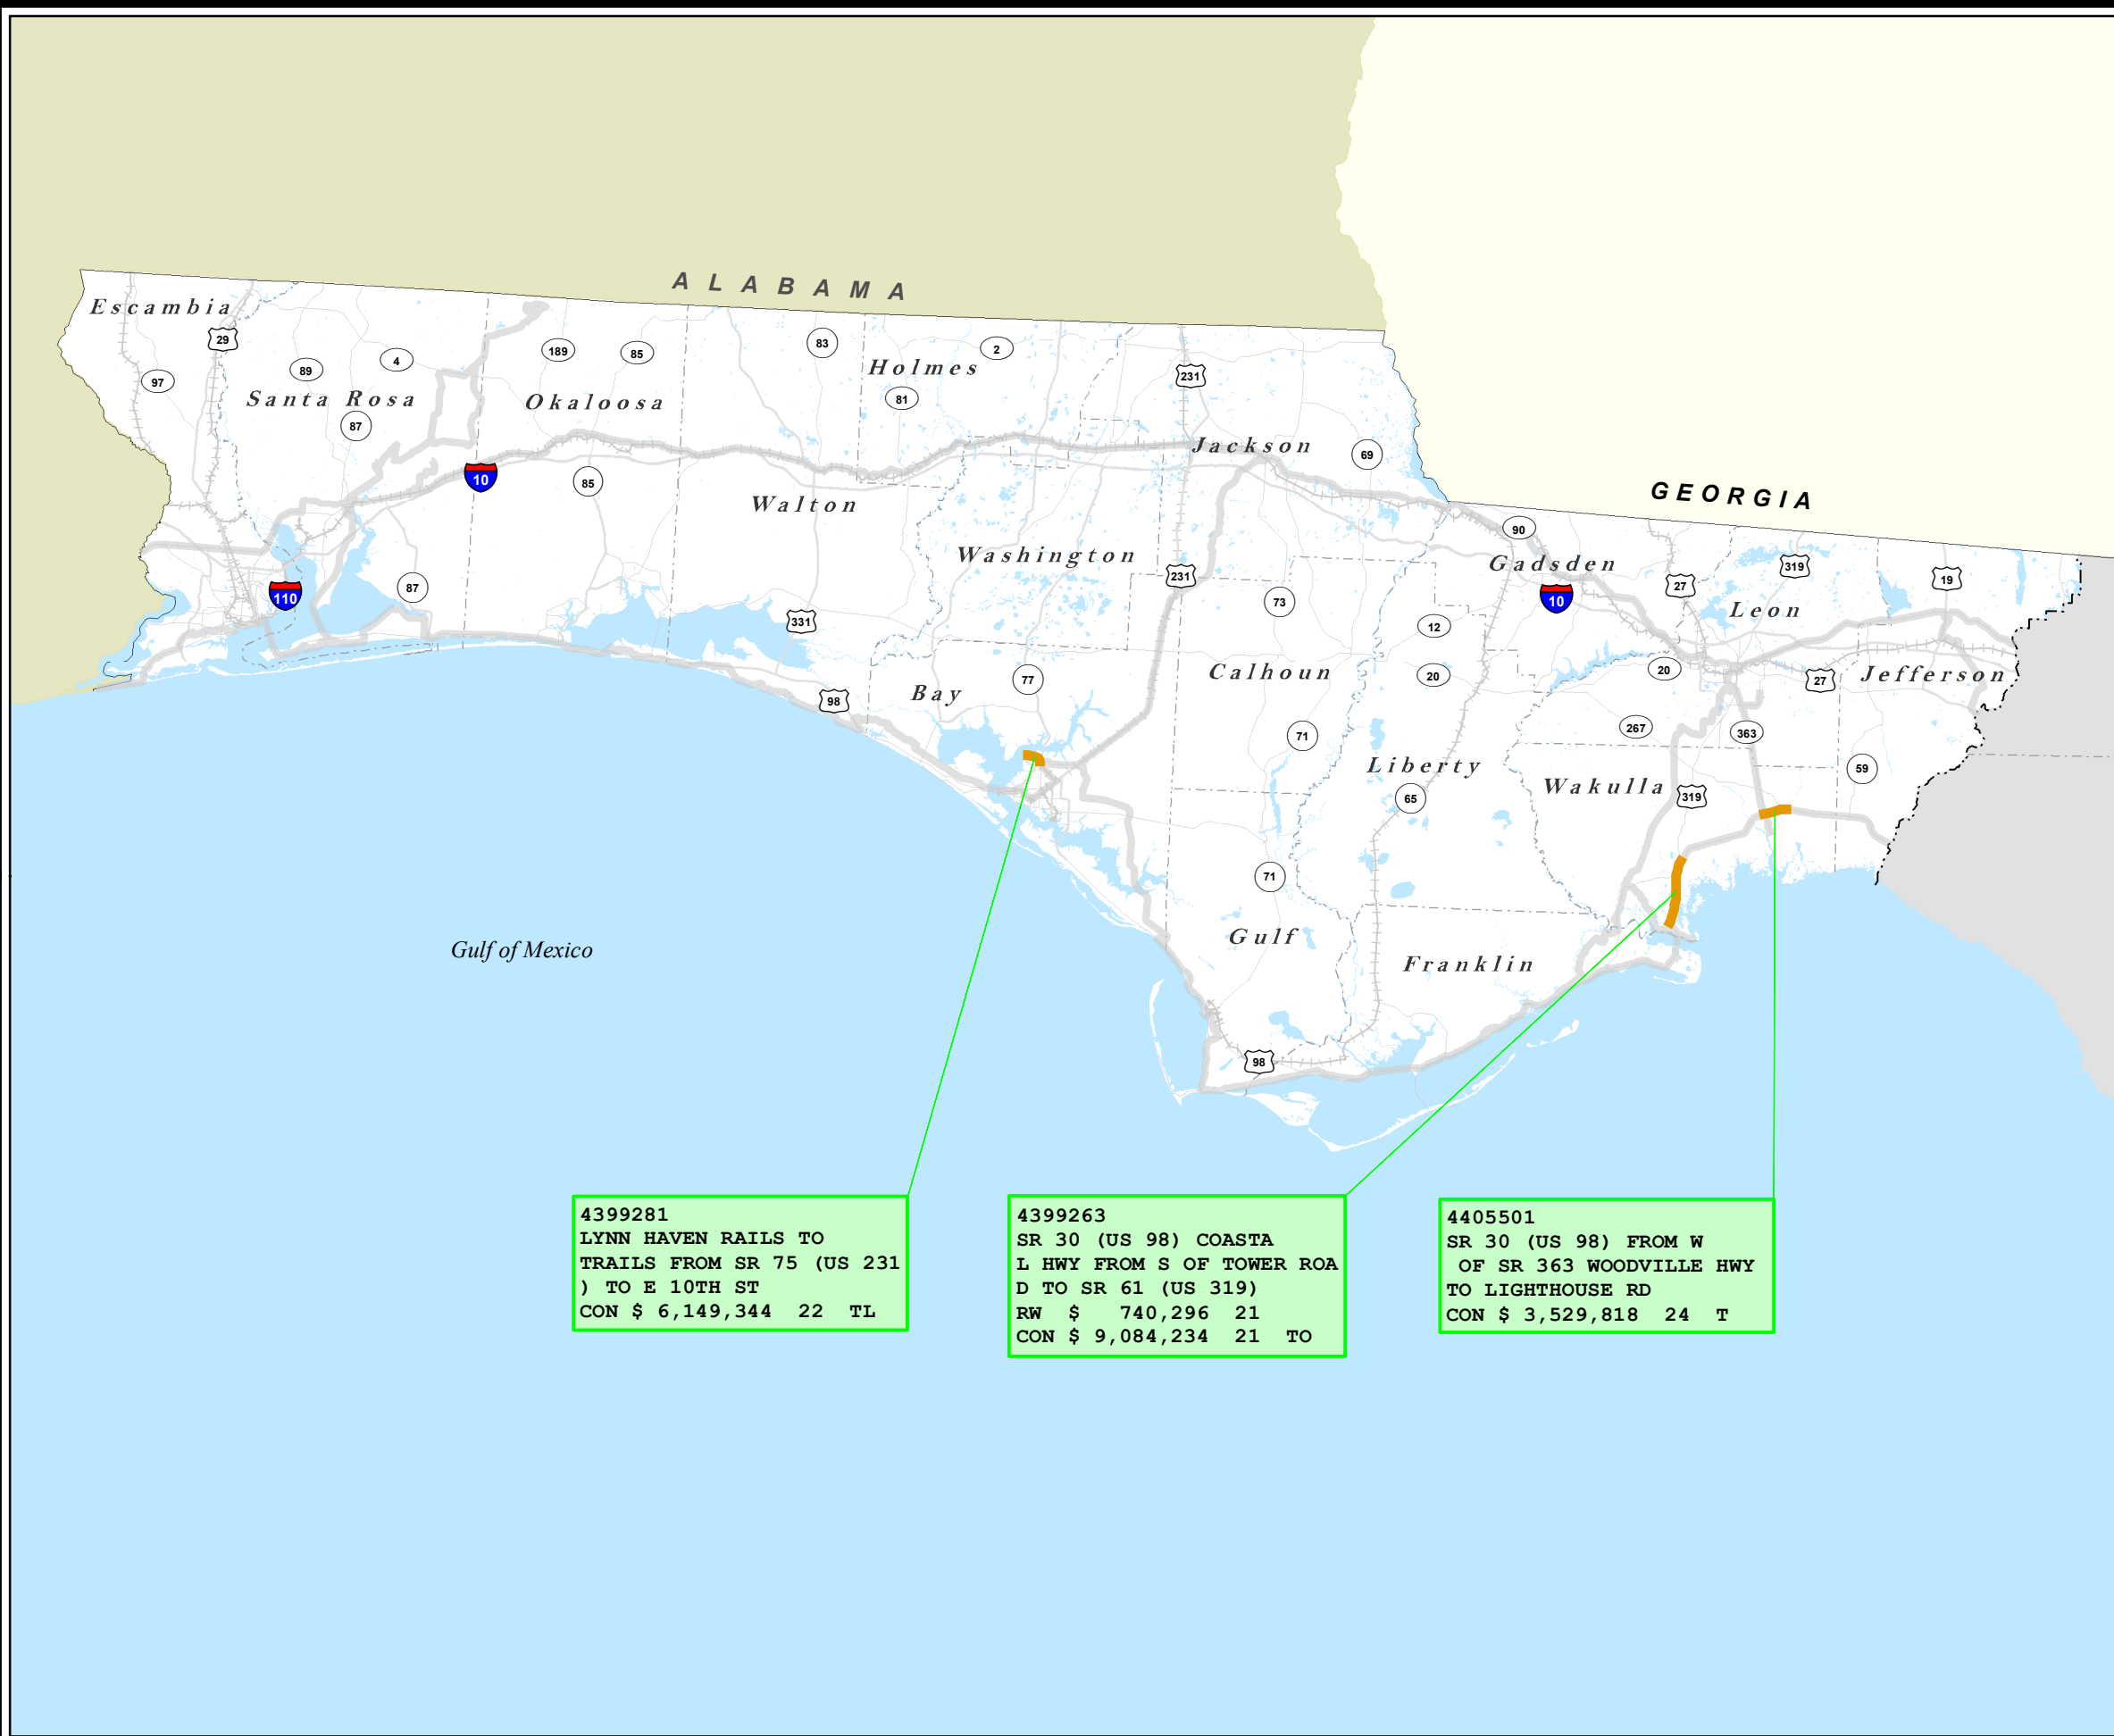 ALABAMA
Escambia
29
97
89
4
Santa Rosa
87
189
85
Okaloosa
83
Holmes
2
81
231
Jackson
69
10
85
Walton
GEORGIA
90
Washington
Gadsden
319
19
110
87
231
27
10
Leon
73
331
12
Calhoun
20
20
27
Jefferson
Bay
77
98
267
363
71
Liberty
59
Wakulla
65
319
71
Gulf
Franklin
Gulf of Mexico
98
4399281
LYNN HAVEN RAILS TO
TRAILS FROM SR 75 (US 231
) TO E 10TH ST
CON $ 6,149,344 22 TL
4399263
SR 30 (US 98) COASTA
L HWY FROM S OF TOWER ROA
D TO SR 61 (US 319)
RW $ 740,296 21
CON $ 9,084,234 21 TO
4405501
SR 30 (US 98) FROM W
OF SR 363 WOODVILLE HWY
TO LIGHTHOUSE RD
CON $ 3,529,818 24 T